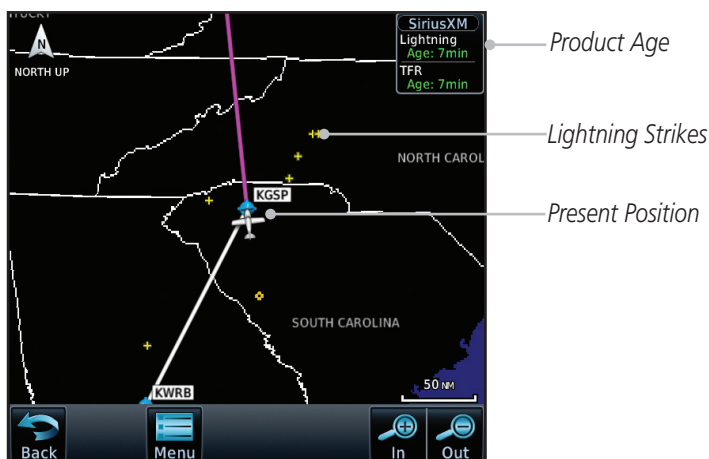 SiriusXM
Lightning
Age: 7min
TFR
Age: 7min
Product Age
N
NORTH UP
Lightning Strikes
NORTH CAROL
KGSP
Present Position
SOUTH CAROLINA
50 NM
KWRB
Back
Menu
In
Out